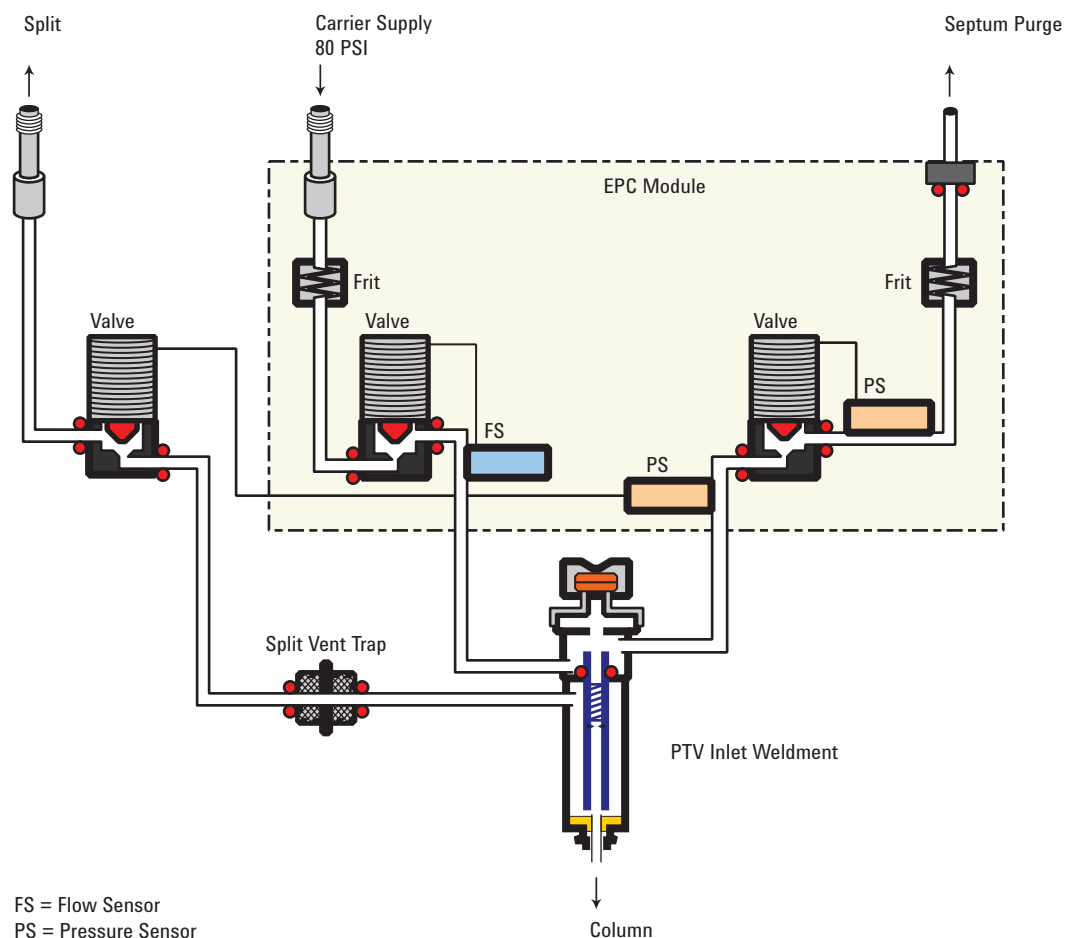 Split
Carrier Supply
80 PSI
Septum Purge
EPC Module
Frit
Frit
Valve
Valve
Valve
PS
FS
PS
Split Vent Trap
PTV Inlet Weldment
FS = Flow Sensor
PS = Pressure Sensor
Column